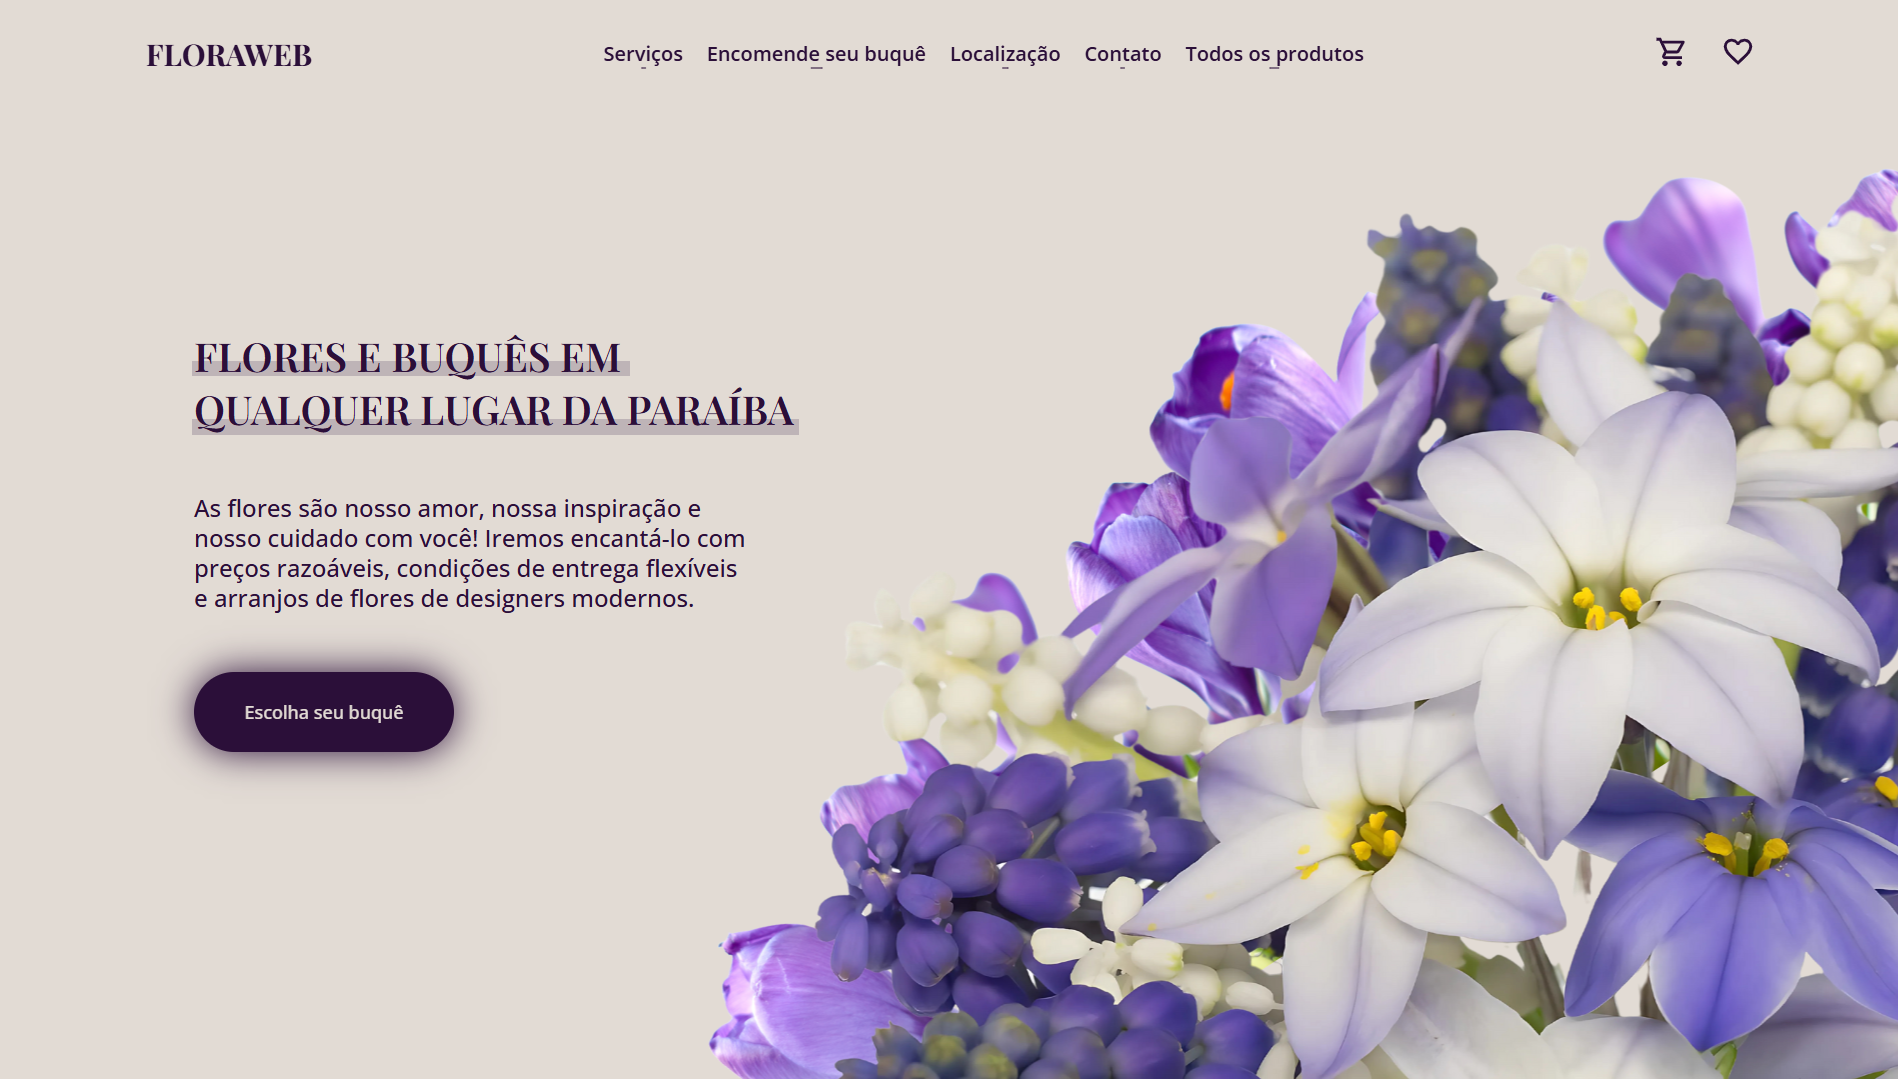 FLORAWEB
Serviços Encomende seu buquê Localização Contato Todos os produtos
FLORES E BUQUÊS EM
QUALQUER LUGAR DA PARAÍBA
As flores são nosso amor, nossa inspiração e
nosso cuidado com você! Iremos encantá-lo com
preços razoáveis, condições de entrega flexíveis
e arranjos de flores de designers modernos.
Escolha seu buquê